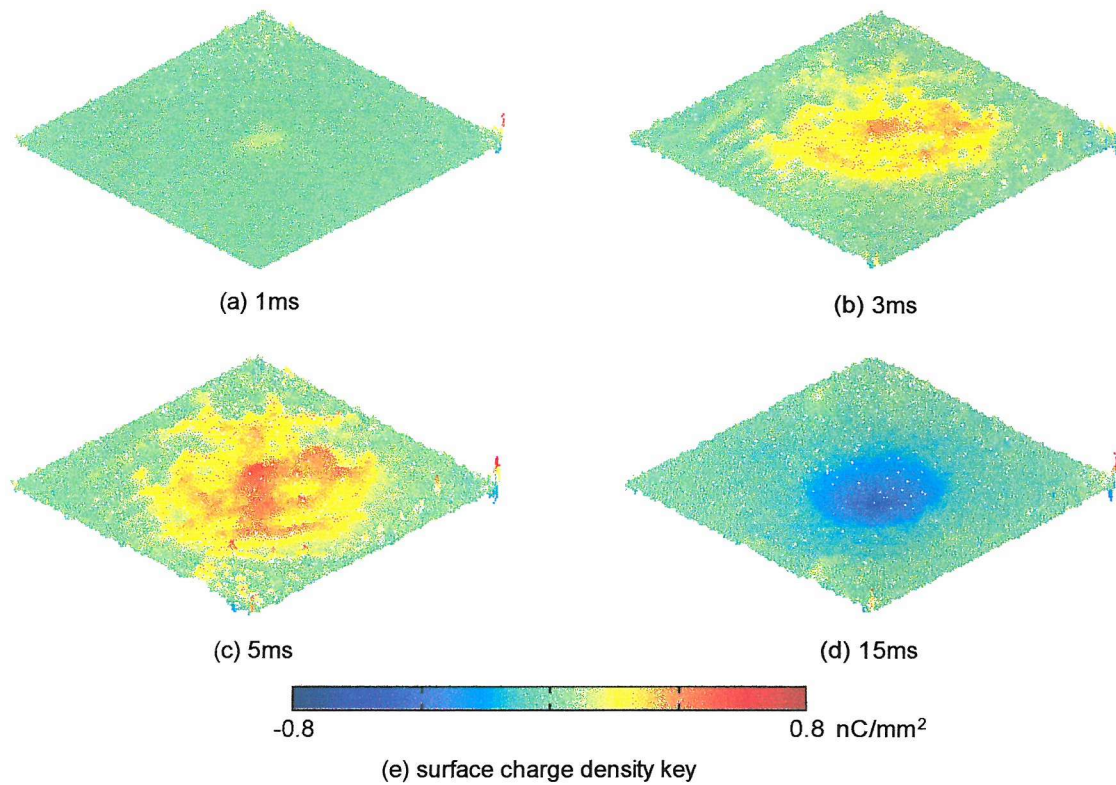 (a) 1ms
(b) 3ms
(c) 5ms
(d) 15ms
-0.8
0.8 nC/mm²
(e) surface charge density key